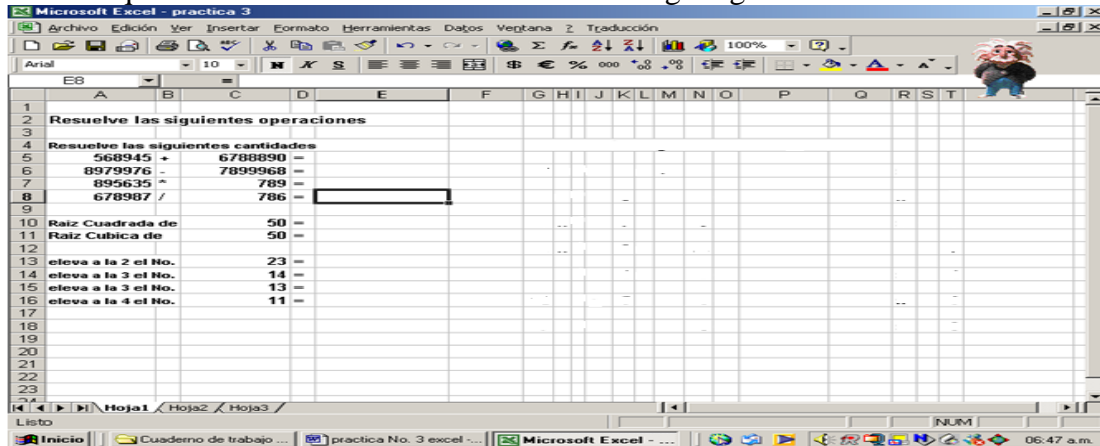 Microsoft Excel - practica 3
Archivo Edición Ver Insertar Formato Herramientas Datos Ventana ? Traducción
100%
Arial 10 N K S $ € % 000
E8 =
A B C D E F G H I J K L M N O P Q R S T
1
2 Resuelve las siguientes operaciones
3
4 Resuelve las siguientes cantidades
5 568945 + 6788890 =
6 8979976 - 7899968 =
7 895635 * 789 =
8 678987 / 786 =
9
10 Raiz Cuadrada de 50 =
11 Raiz Cubica de 50 =
12
13 eleva a la 2 el No. 23 =
14 eleva a la 3 el No. 14 =
15 eleva a la 3 el No. 13 =
16 eleva a la 4 el No. 11 =
17
18
19
20
21
22
23
Hoja1 Hoja2 Hoja3
Listo NUM
Inicio Cuaderno de trabajo ... practica No. 3 excel -... Microsoft Excel - ... 06:47 a.m.